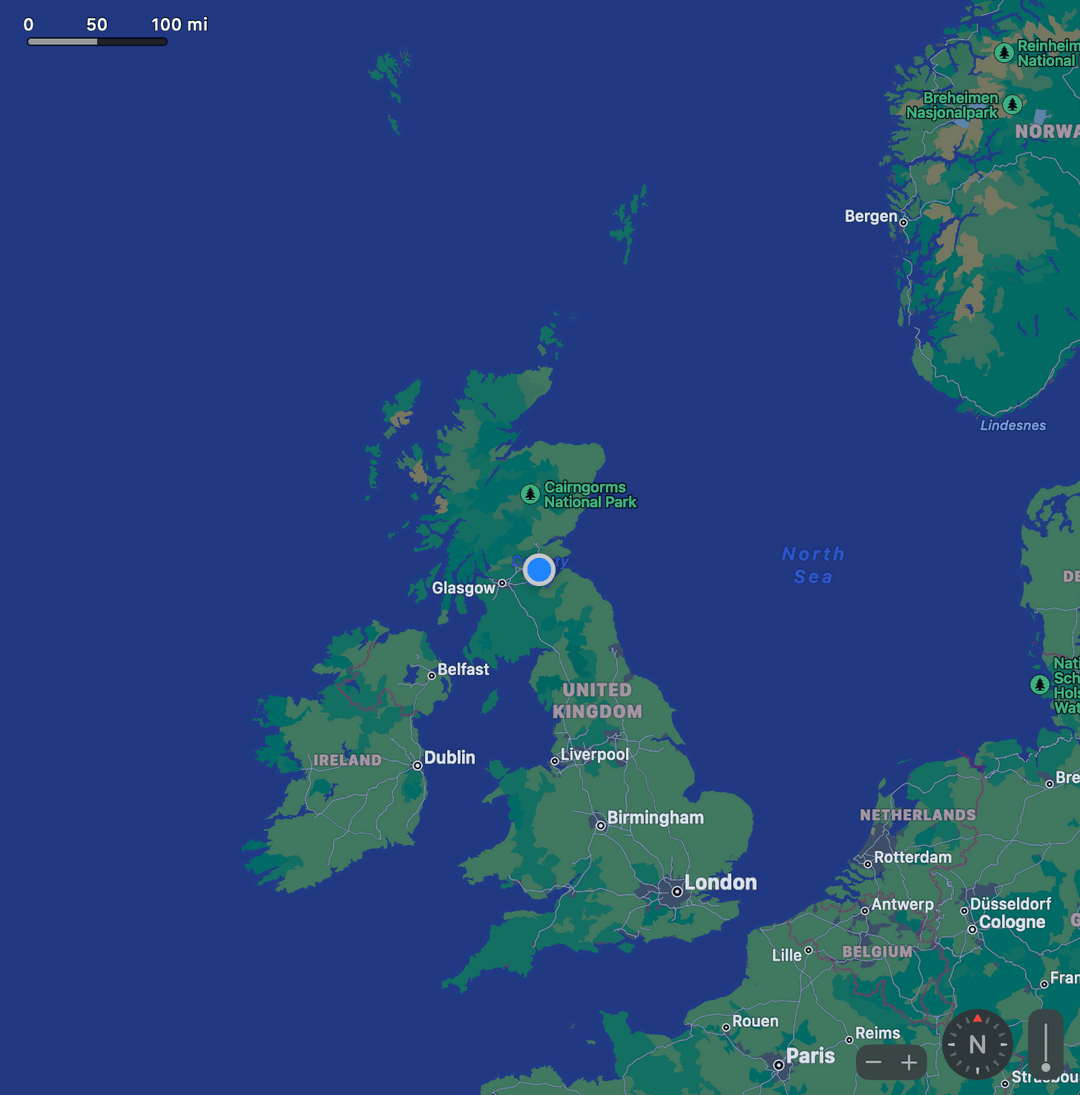 0 50 100 mi
Reinheim
National
Breheimen
Nasjonalpark
NORWA
Bergen
Lindesnes
Cairngorms
National Park
North
Sea
Glasgow
DE
Belfast
UNITED
KINGDOM
Nati
Sch
Hols
Wat
IRELAND
Dublin
Liverpool
Bre
NETHERLANDS
Birmingham
Rotterdam
London
Antwerp
Düsseldorf
Cologne
G
Lille
BELGIUM
Fran
Rouen
Reims
N
Paris
− +
Strasbou